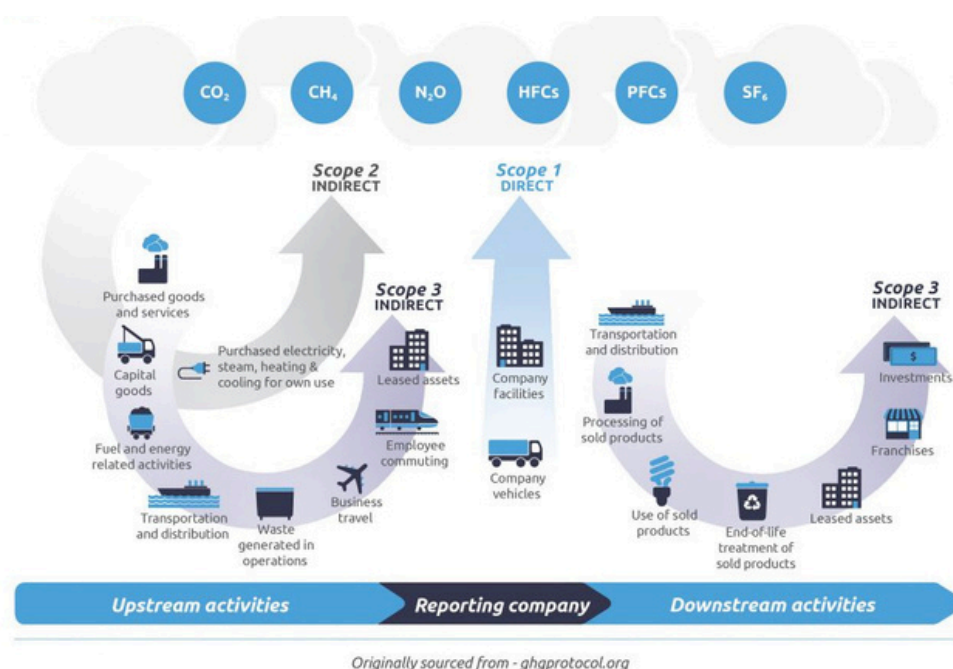 CO₂
CH₄
N₂O
HFCs
PFCs
SF₆
Scope 2
INDIRECT
Scope 1
DIRECT
Scope 3
INDIRECT
Scope 3
INDIRECT
Purchased goods
and services
Capital
goods
Fuel and energy
related activities
Transportation
and distribution
Waste
generated in
operations
Business
travel
Employee
commuting
Leased assets
Purchased electricity,
steam, heating &
cooling for own use
Company
facilities
Company
vehicles
Transportation
and distribution
Processing of
sold products
Use of sold
products
End-of-life
treatment of
sold products
Leased assets
Franchises
Investments
Upstream activities
Reporting company
Downstream activities
Originally sourced from - ghgprotocol.org